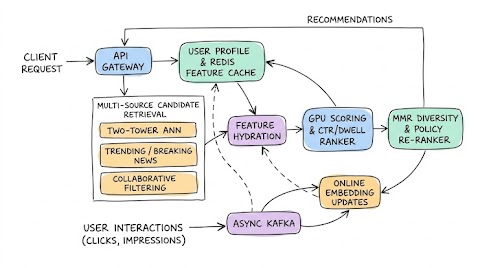 RECOMMENDATIONS
CLIENT
REQUEST
API
GATEWAY
USER PROFILE
& REDIS
FEATURE CACHE
MULTI-SOURCE CANDIDATE
RETRIEVAL
TWO-TOWER ANN
TRENDING / BREAKING
NEWS
COLLABORATIVE
FILTERING
FEATURE
HYDRATION
GPU SCORING
& CTR/DWELL
RANKER
MMR DIVERSITY
& POLICY
RE-RANKER
ONLINE
EMBEDDING
UPDATES
USER INTERACTIONS
(CLICKS, IMPRESSIONS)
ASYNC KAFKA